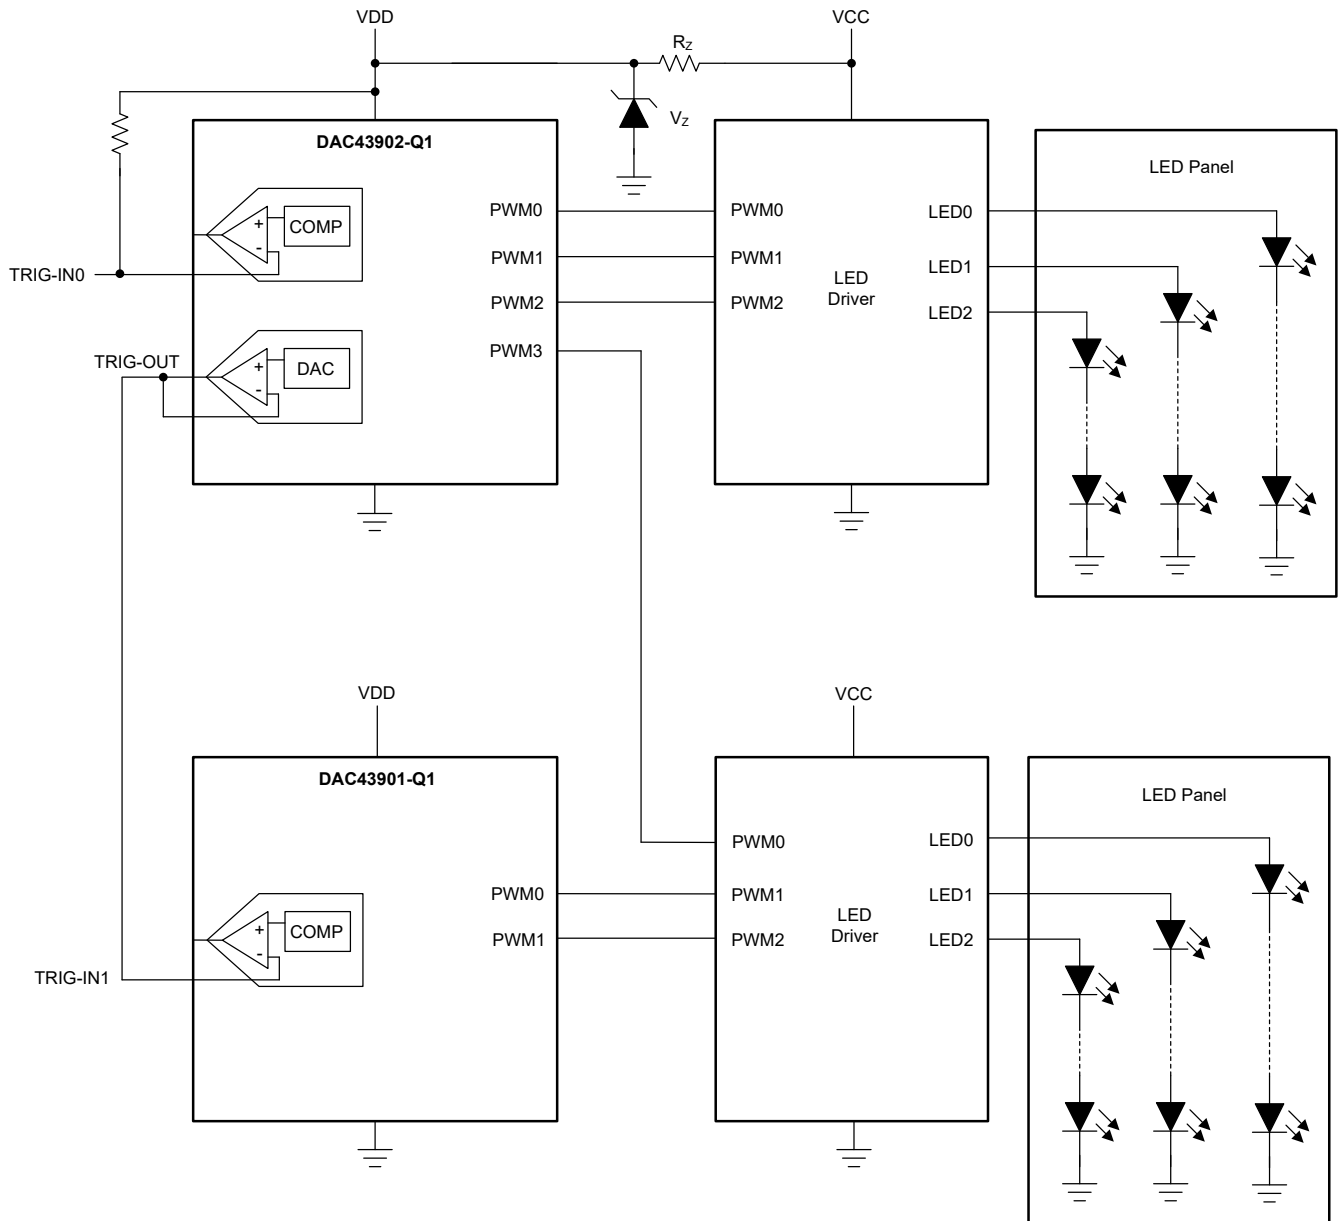 VDD
VCC
RZ
VZ
DAC43902-Q1
LED Panel
COMP
+
-
PWM0
PWM0
LED0
PWM1
PWM1
LED1
TRIG-IN0
LED
Driver
PWM2
PWM2
LED2
PWM3
TRIG-OUT
DAC
+
-
VDD
VCC
DAC43901-Q1
LED Panel
PWM0
LED0
PWM0
PWM1
LED1
COMP
+
-
LED
Driver
PWM1
PWM2
LED2
TRIG-IN1